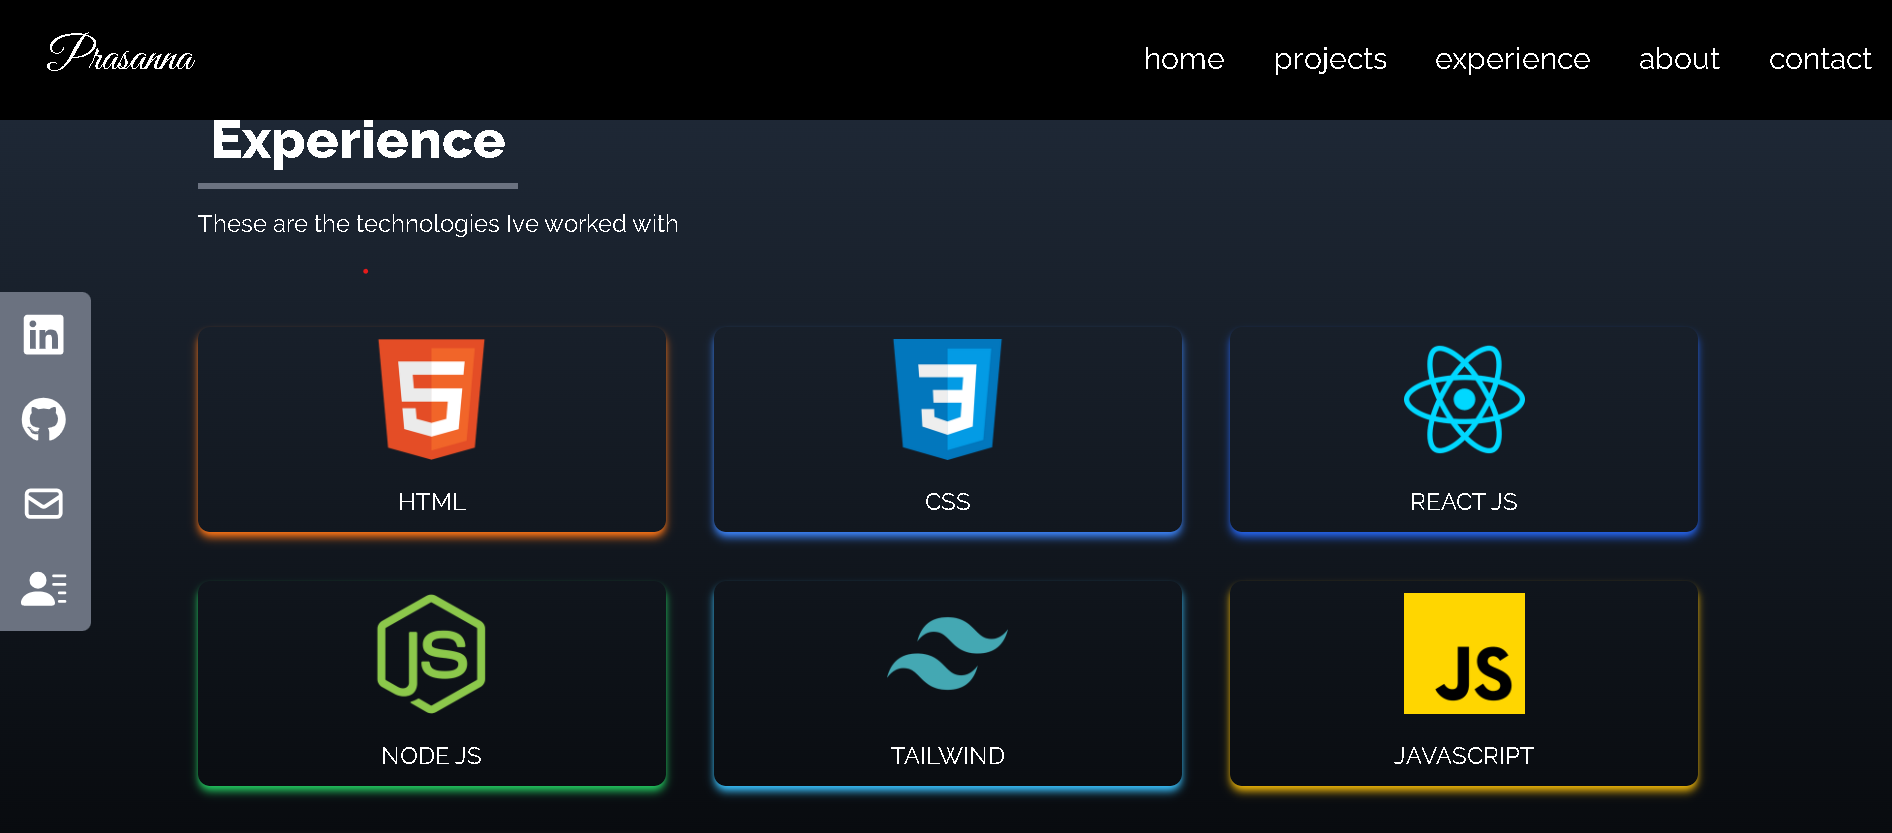 Prasanna
home projects experience about contact
Experience
These are the technologies Ive worked with
in
5
3
HTML
CSS
REACT JS
JS
JS
NODE JS
TAILWIND
JAVASCRIPT